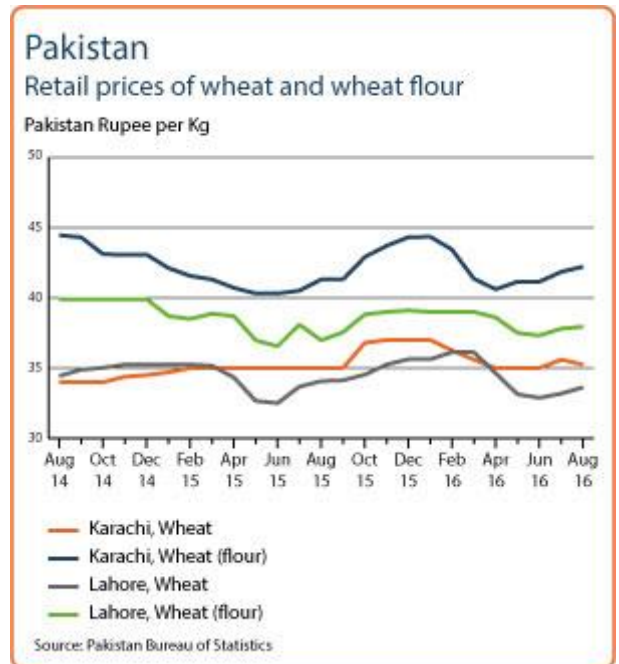 Pakistan
Retail prices of wheat and wheat flour
Pakistan Rupee per Kg
50
45
40
35
30
Aug Oct Dec Feb Apr Jun Aug Oct Dec Feb Apr Jun Aug
14 14 14 15 15 15 15 15 15 16 16 16 16
Karachi, Wheat
Karachi, Wheat (flour)
Lahore, Wheat
Lahore, Wheat (flour)
Source: Pakistan Bureau of Statistics